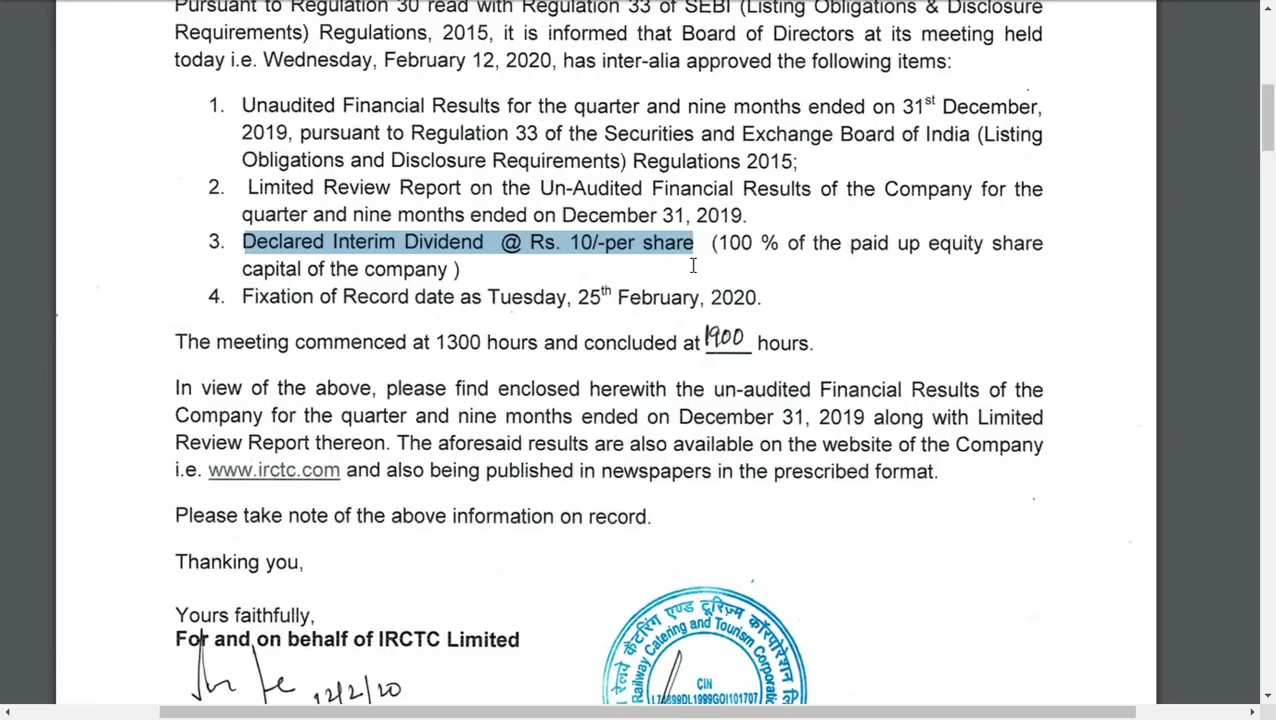 Pursuant to Regulation 30 read with Regulation 33 of SEBI (Listing Obligations & Disclosure
Requirements) Regulations, 2015, it is informed that Board of Directors at its meeting held
today i.e. Wednesday, February 12, 2020, has inter-alia approved the following items:
1. Unaudited Financial Results for the quarter and nine months ended on 31st December,
2019, pursuant to Regulation 33 of the Securities and Exchange Board of India (Listing
Obligations and Disclosure Requirements) Regulations 2015;
2. Limited Review Report on the Un-Audited Financial Results of the Company for the
quarter and nine months ended on December 31, 2019.
3. Declared Interim Dividend @ Rs. 10/-per share (100 % of the paid up equity share
capital of the company )
4. Fixation of Record date as Tuesday, 25th February, 2020.
The meeting commenced at 1300 hours and concluded at 1900 hours.
In view of the above, please find enclosed herewith the un-audited Financial Results of the
Company for the quarter and nine months ended on December 31, 2019 along with Limited
Review Report thereon. The aforesaid results are also available on the website of the Company
i.e. www.irctc.com and also being published in newspapers in the prescribed format.
Please take note of the above information on record.
Thanking you,
Yours faithfully,
For and on behalf of IRCTC Limited
12/2/20
रेलवे कैटरिंग एण्ड टूरिज़्म कॉरपोरेशन
Railway Catering and Tourism Corporation
CIN